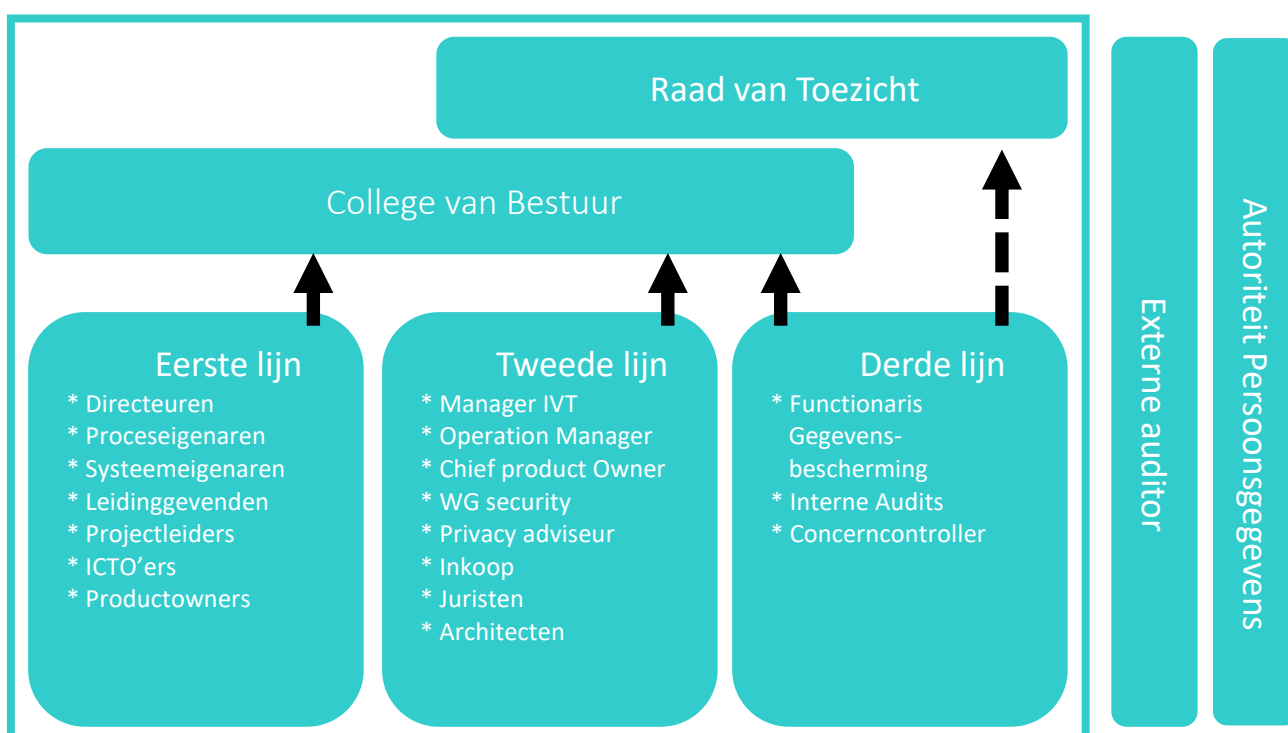 Raad van Toezicht
College van Bestuur
Eerste lijn
* Directeuren
* Proceseigenaren
* Systeemeigenaren
* Leidinggevenden
* Projectleiders
* ICTO’ers
* Productowners
Tweede lijn
* Manager IVT
* Operation Manager
* Chief product Owner
* WG security
* Privacy adviseur
* Inkoop
* Juristen
* Architecten
Derde lijn
* Functionaris
Gegevens-
bescherming
* Interne Audits
* Concerncontroller
Externe auditor
Autoriteit Persoonsgegevens